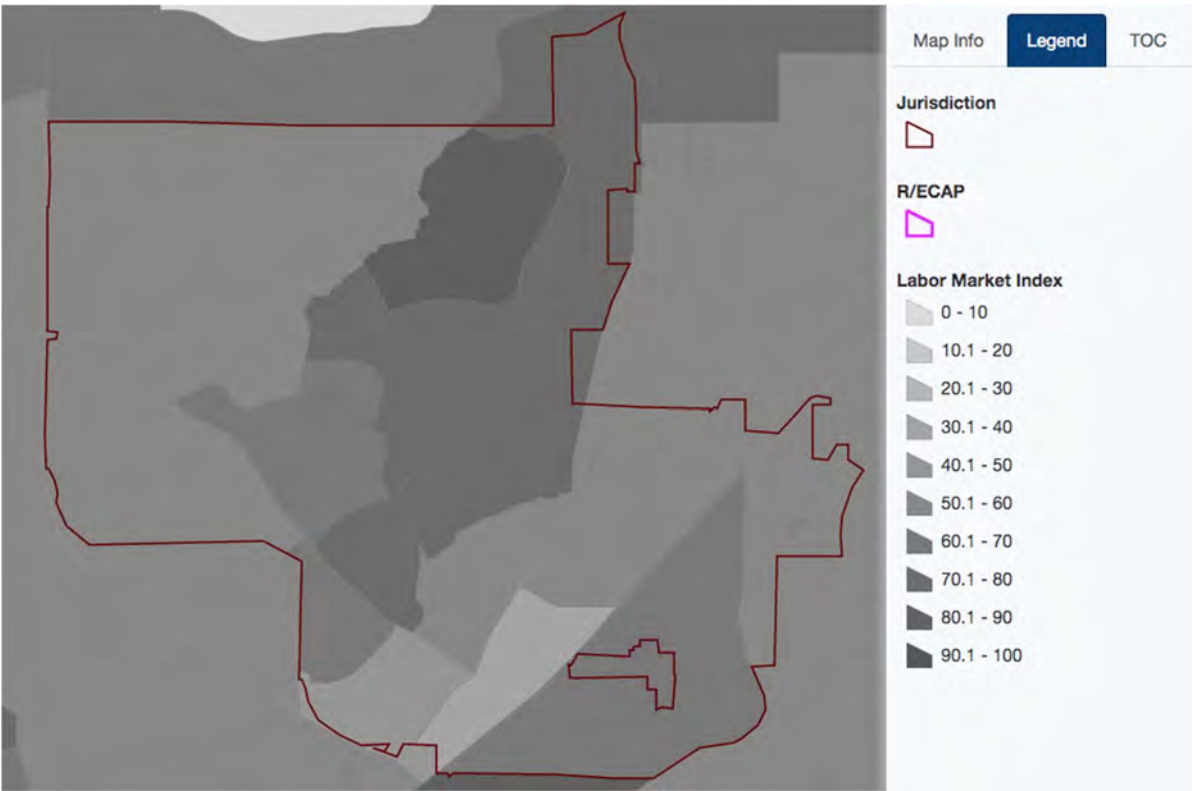 Map Info Legend TOC
Jurisdiction
R/ECAP
Labor Market Index
0 - 10
10.1 - 20
20.1 - 30
30.1 - 40
40.1 - 50
50.1 - 60
60.1 - 70
70.1 - 80
80.1 - 90
90.1 - 100